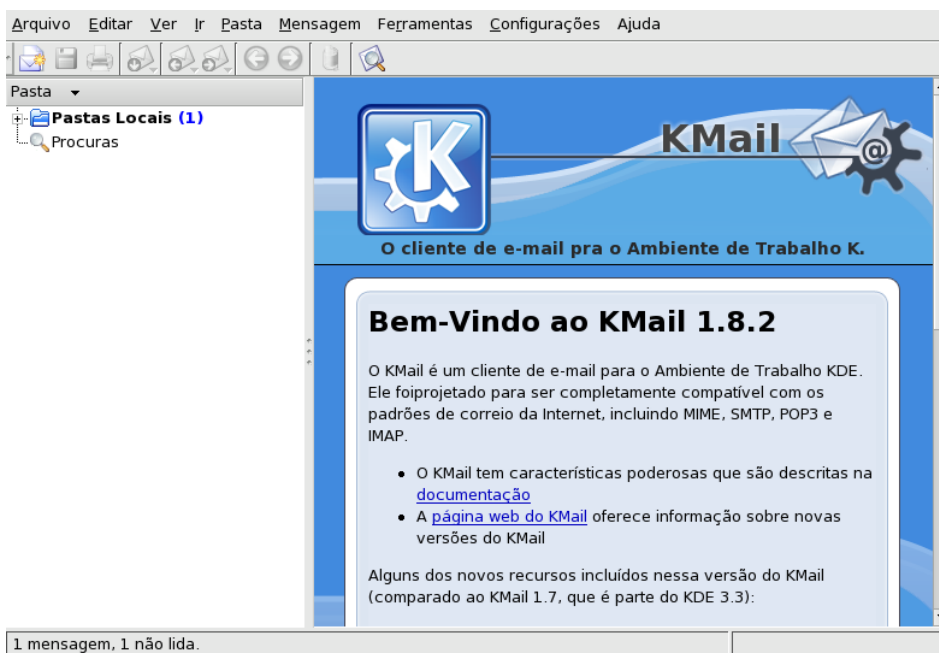 Arquivo Editar Ver Ir Pasta Mensagem Ferramentas Configurações Ajuda
Pasta
Pastas Locais (1)
Procuras
KMail
O cliente de e-mail pra o Ambiente de Trabalho K.
Bem-Vindo ao KMail 1.8.2
O KMail é um cliente de e-mail para o Ambiente de Trabalho KDE.
Ele foiprojetado para ser completamente compatível com os
padrões de correio da Internet, incluindo MIME, SMTP, POP3 e
IMAP.
• O KMail tem características poderosas que são descritas na
documentação
• A página web do KMail oferece informação sobre novas
versões do KMail
Alguns dos novos recursos incluídos nessa versão do KMail
(comparado ao KMail 1.7, que é parte do KDE 3.3):
1 mensagem, 1 não lida.